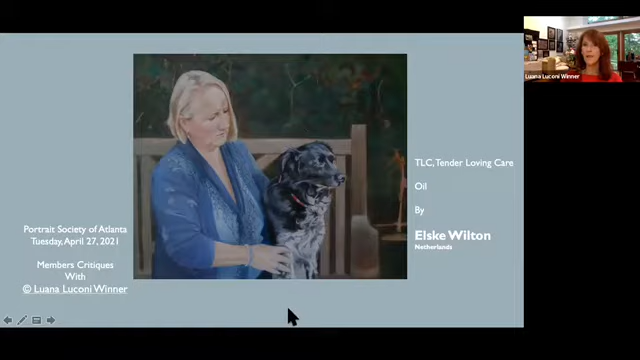 Luana Luconi Winner
TLC, Tender Loving Care
Oil
By
Elske Wilton
Netherlands
Portrait Society of Atlanta
Tuesday, April 27, 2021
Members Critiques
With
© Luana Luconi Winner